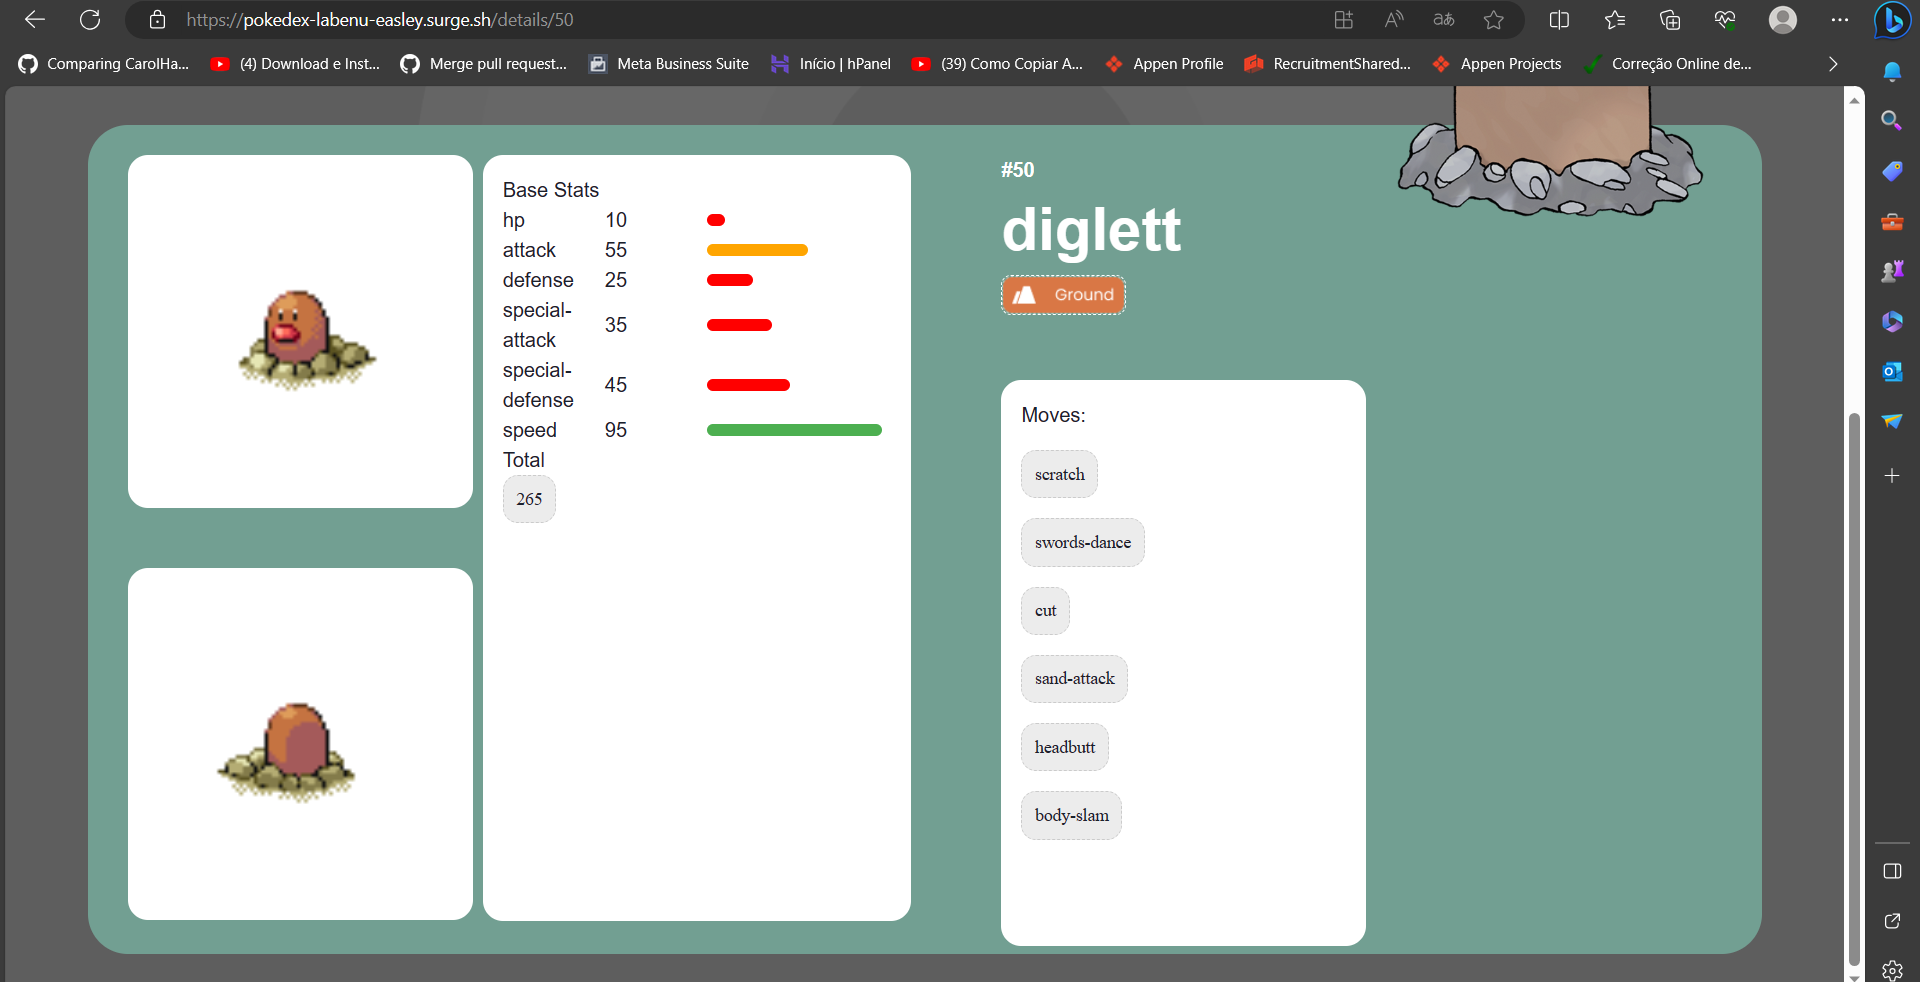 https://pokedex-labenu-easley.surge.sh/details/50
Comparing CarolHa...
(4) Download e Inst...
Merge pull request...
Meta Business Suite
Início | hPanel
(39) Como Copiar A...
Appen Profile
RecruitmentShared...
Appen Projects
Correção Online de...
Base Stats
hp 10
attack 55
defense 25
special-
attack 35
special-
defense 45
speed 95
Total
265
#50
diglett
Ground
Moves:
scratch
swords-dance
cut
sand-attack
headbutt
body-slam